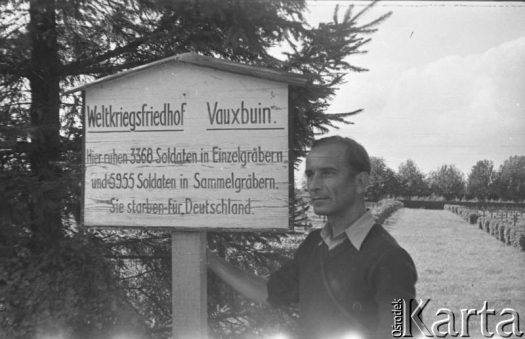 Weltkriegsfriedhof Vauxbuin.
Hier ruhen 3368 Soldaten in Einzelgräbern
und 5955 Soldaten in Sammelgräbern.
Sie starben für Deutschland.
ośrodek Karta